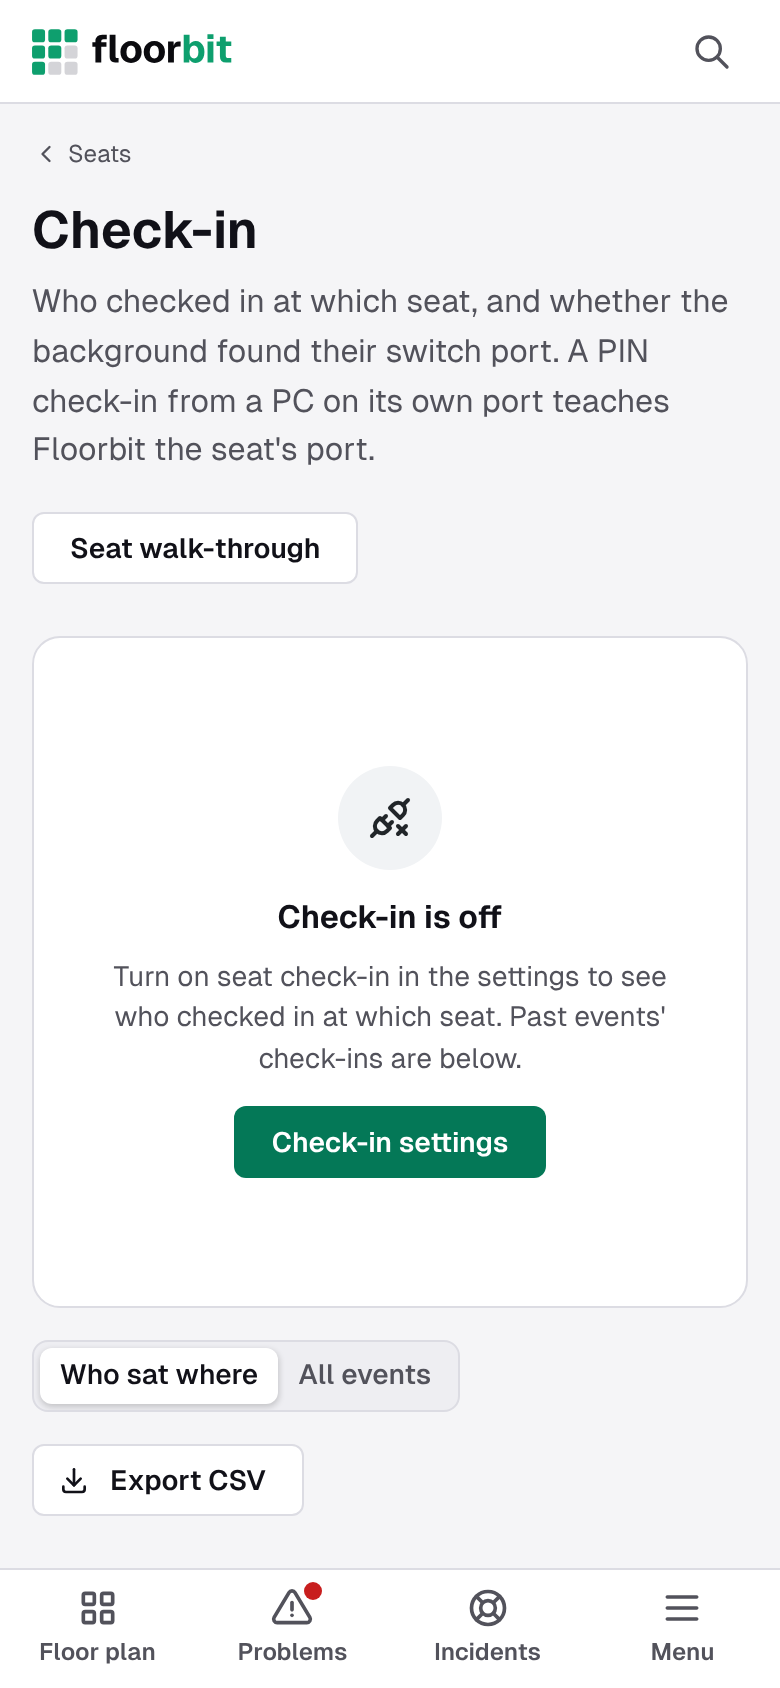 floorbit
Seats
Check-in
Who checked in at which seat, and whether the
background found their switch port. A PIN
check-in from a PC on its own port teaches
Floorbit the seat's port.
Seat walk-through
Check-in is off
Turn on seat check-in in the settings to see
who checked in at which seat. Past events'
check-ins are below.
Check-in settings
Who sat where All events
Export CSV
Floor plan Problems Incidents Menu